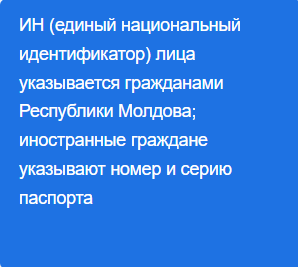 ИН (единый национальный
идентификатор) лица
указывается гражданами
Республики Молдова;
иностранные граждане
указывают номер и серию
паспорта